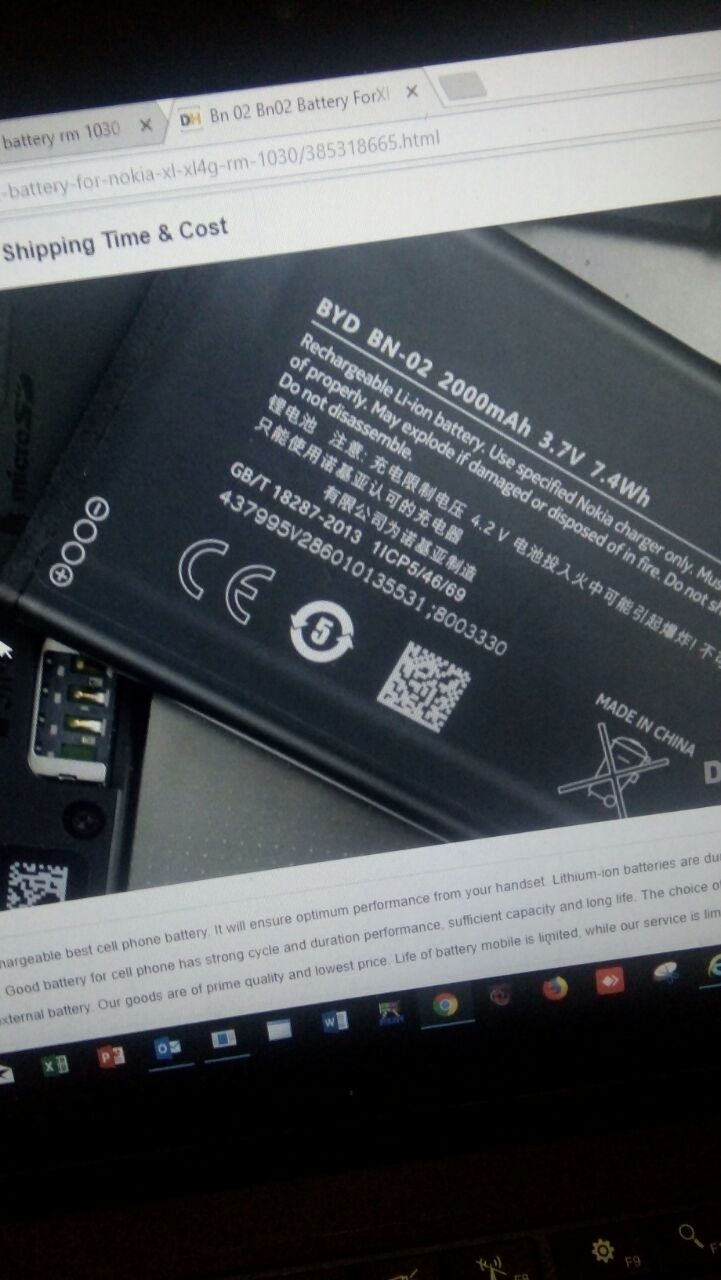 battery rm 1030
DH Bn 02 Bn02 Battery ForXl
-battery-for-nokia-xl-xl4g-rm-1030/385318665.html
Shipping Time & Cost
microS
BYD BN-02 2000mAh 3.7V 7.4Wh
Rechargeable Li-ion battery. Use specified Nokia charger only. Mu
of properly. May explode if damaged or disposed of in fire. Do not s
Do not disassemble.
锂电池 注意: 充电限制电压 4.2 V 电池投入火中可能引起爆炸! 不
只能使用诺基亚认可的充电器
有限公司为诺基亚制造
GB/T 18287-2013 1ICP5/46/69
437995V286010135531;8003330
CE
5
MADE IN CHINA
D
hargeable best cell phone battery. It will ensure optimum performance from your handset. Lithium-ion batteries are du
Good battery for cell phone has strong cycle and duration performance, sufficient capacity and long life. The choice of
xternal battery. Our goods are of prime quality and lowest price. Life of battery mobile is limited, while our service is lim
F9